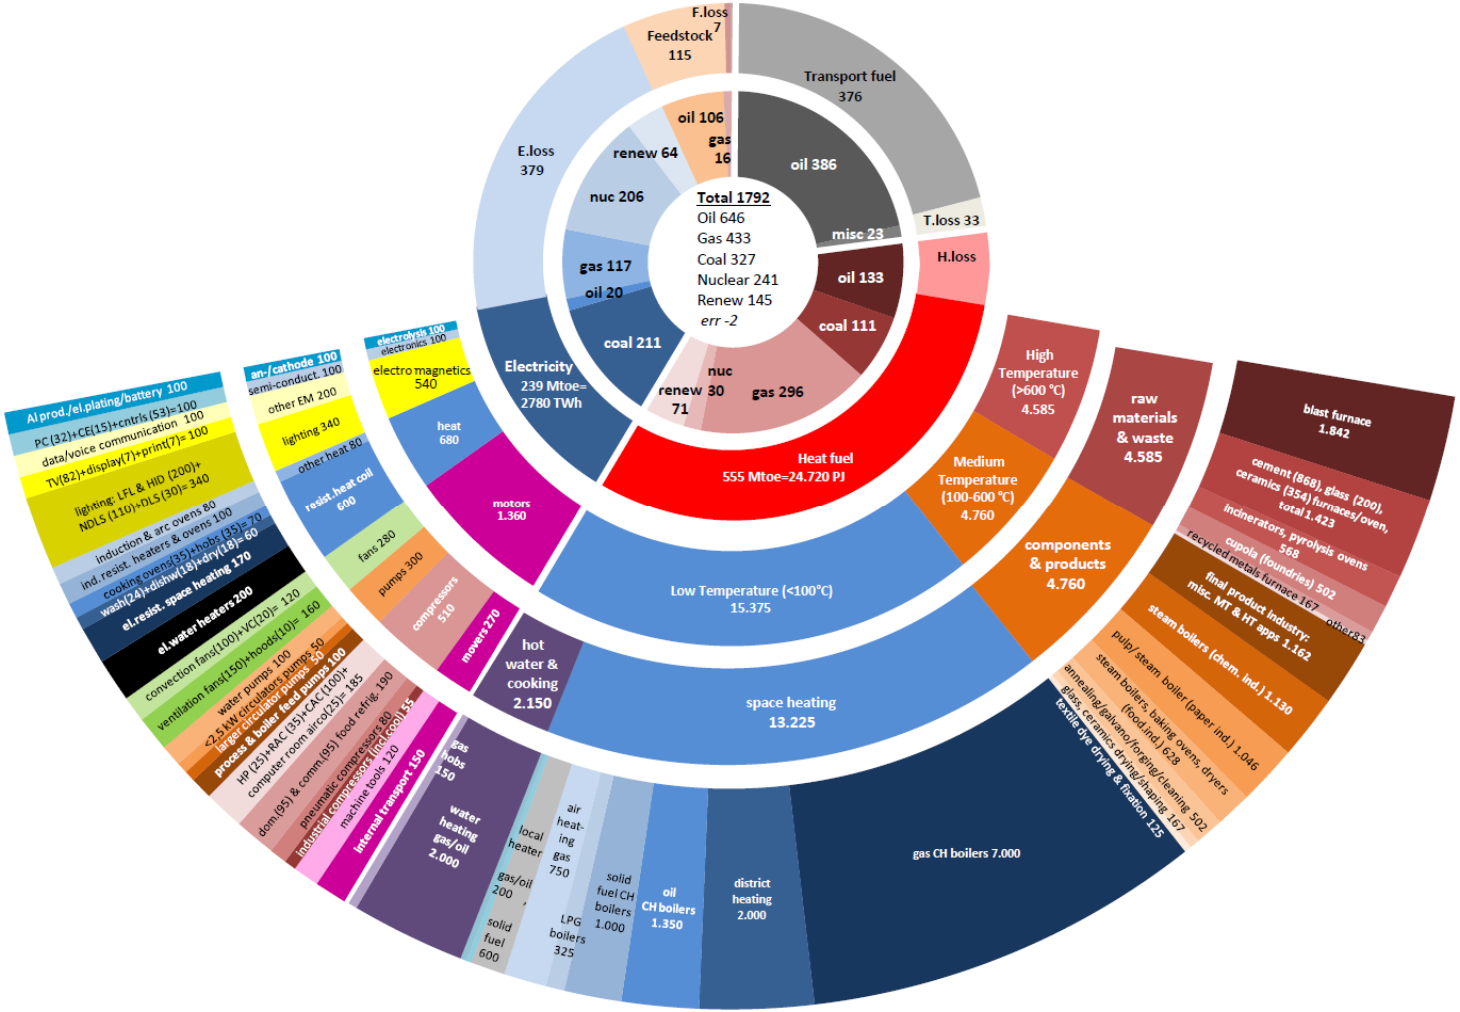 F.loss
7
Feedstock
115
Transport fuel
376
E.loss
379
T.loss 33
H.loss
oil 106
gas
16
renew 64
nuc 206
gas 117
oil 20
coal 211
oil 386
misc 23
oil 133
coal 111
gas 296
nuc
30
renew
71
Total 1792
Oil 646
Gas 433
Coal 327
Nuclear 241
Renew 145
err -2
Electricity
239 Mtoe=
2780 TWh
Heat fuel
555 Mtoe=24.720 PJ
electrolysis 100
electronics 100
electro magnetics
540
heat
680
motors
1.360
Low Temperature (<100°C)
15.375
Medium
Temperature
(100-600 °C)
4.760
High
Temperature
(>600 °C)
4.585
an-/cathode 100
semi-conduct. 100
other EM 200
lighting 340
other heat 80
resist.heat coil
600
fans 280
pumps 300
compressors
510
movers 270
hot
water &
cooking
2.150
space heating
13.225
components
& products
4.760
raw
materials
& waste
4.585
Al prod./el.plating/battery 100
PC (32)+CE(15)+cntrls (53)=100
data/voice communication 100
TV(82)+display(7)+print(7)= 100
lighting: LFL & HID (200)+
NDLS (110)+DLS (30)= 340
induction & arc ovens 80
ind. resist. heaters & ovens 100
cooking ovens(35)+hobs (35)= 70
wash(24)+dishw(18)+dry(18)= 60
el.resist. space heating 170
el.water heaters 200
convection fans(100)+VC(20)= 120
ventilation fans(150)+hoods(10)= 160
water pumps 100
<2,5 kW circulators pumps 50
larger circulator pumps 50
process & boiler feed pumps 100
HP (25)+RAC (35)+CAC (100)+
computer room airco(25)= 185
dom.(95) & comm.(95) food refrig. 190
pneumatic compressors 80
industrial compressors (incl.cool) 55
machine tools 120
internal transport 150
gas
hobs
150
water
heating
gas/oil
2.000
local
heater
gas/oil
200
,
solid
fuel
600
air
heat-
ing
gas
750
LPG
boilers
325
solid
fuel CH
boilers
1.000
oil
CH boilers
1.350
district
heating
2.000
gas CH boilers 7.000
textile dye drying & fixation 125
glass, ceramics drying/shaping 167
annealing/galvano/forging/cleaning 502
steam boilers, baking ovens, dryers
(food.ind.) 628
pulp/ steam boiler (paper ind.) 1.046
steam boilers (chem. ind.) 1.130
final product industry:
misc. MT & HT apps 1.162
other83
recycled metals furnace 167
cupola (foundries) 502
incinerators, pyrolysis ovens
568
cement (868), glass (200),
ceramics (354) furnaces/oven,
total 1.423
blast furnace
1.842